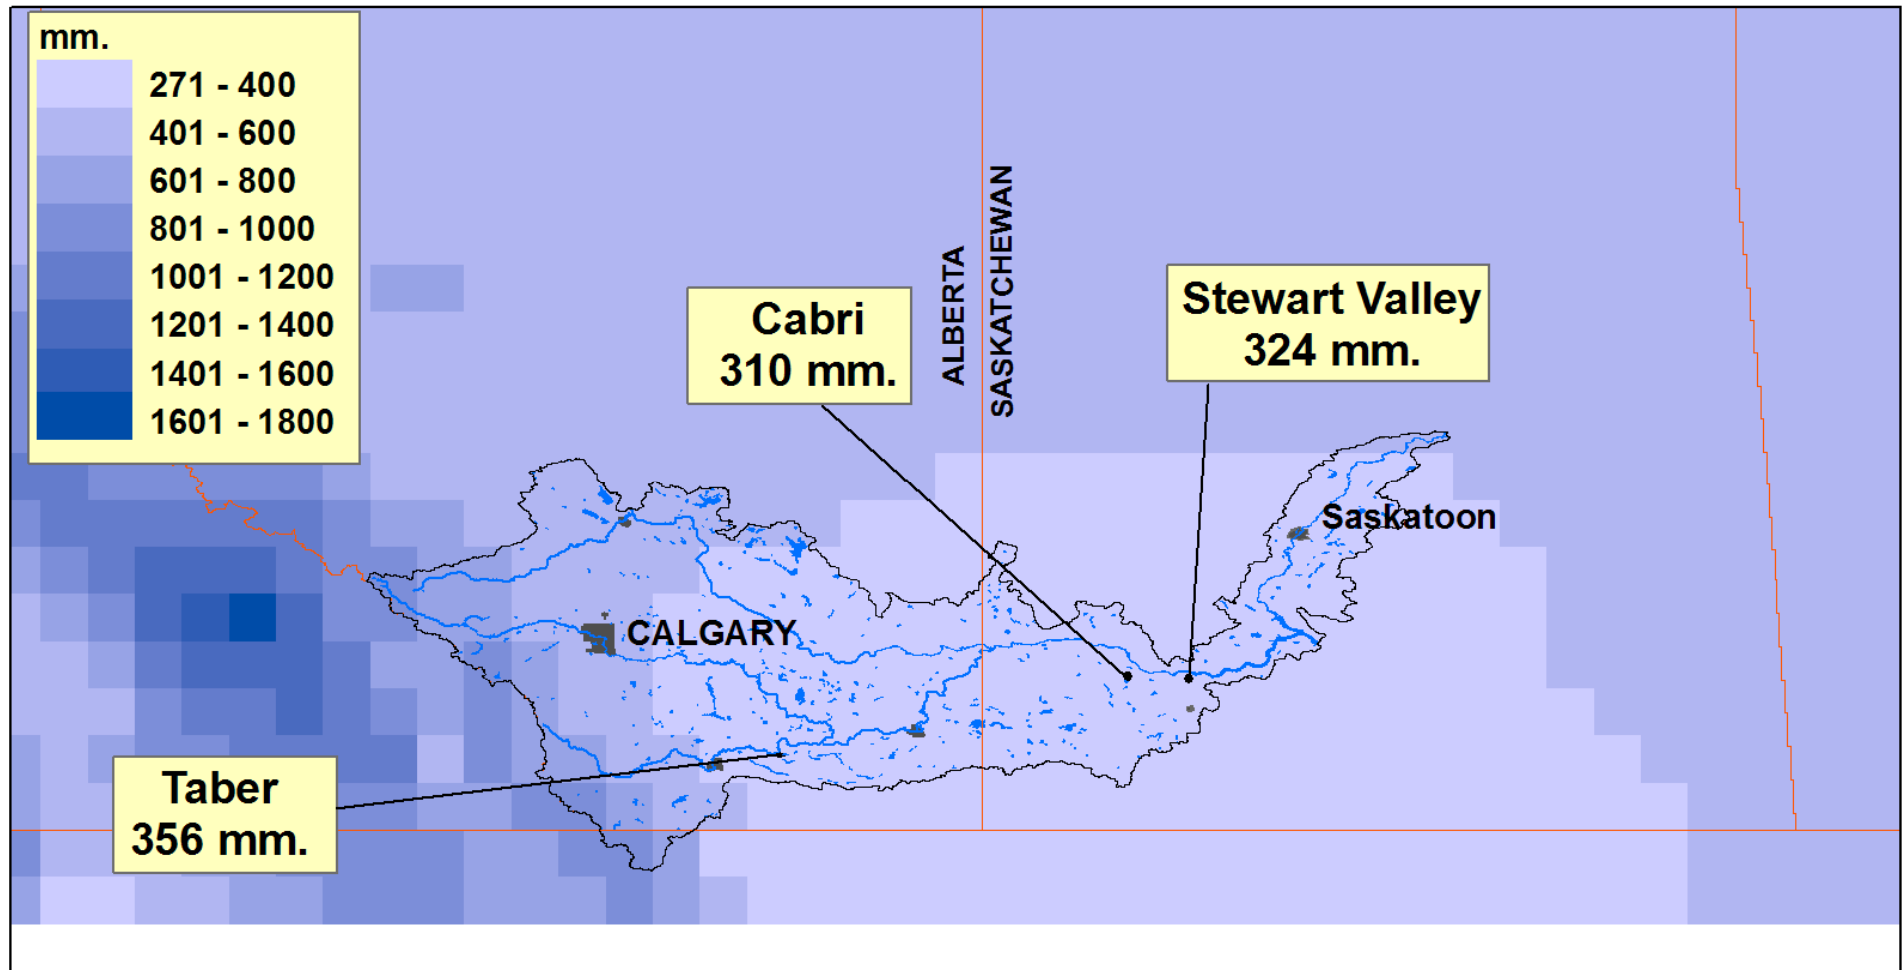 mm.
271 - 400
401 - 600
601 - 800
801 - 1000
1001 - 1200
1201 - 1400
1401 - 1600
1601 - 1800
ALBERTA
SASKATCHEWAN
Cabri
310 mm.
Stewart Valley
324 mm.
Saskatoon
CALGARY
Taber
356 mm.